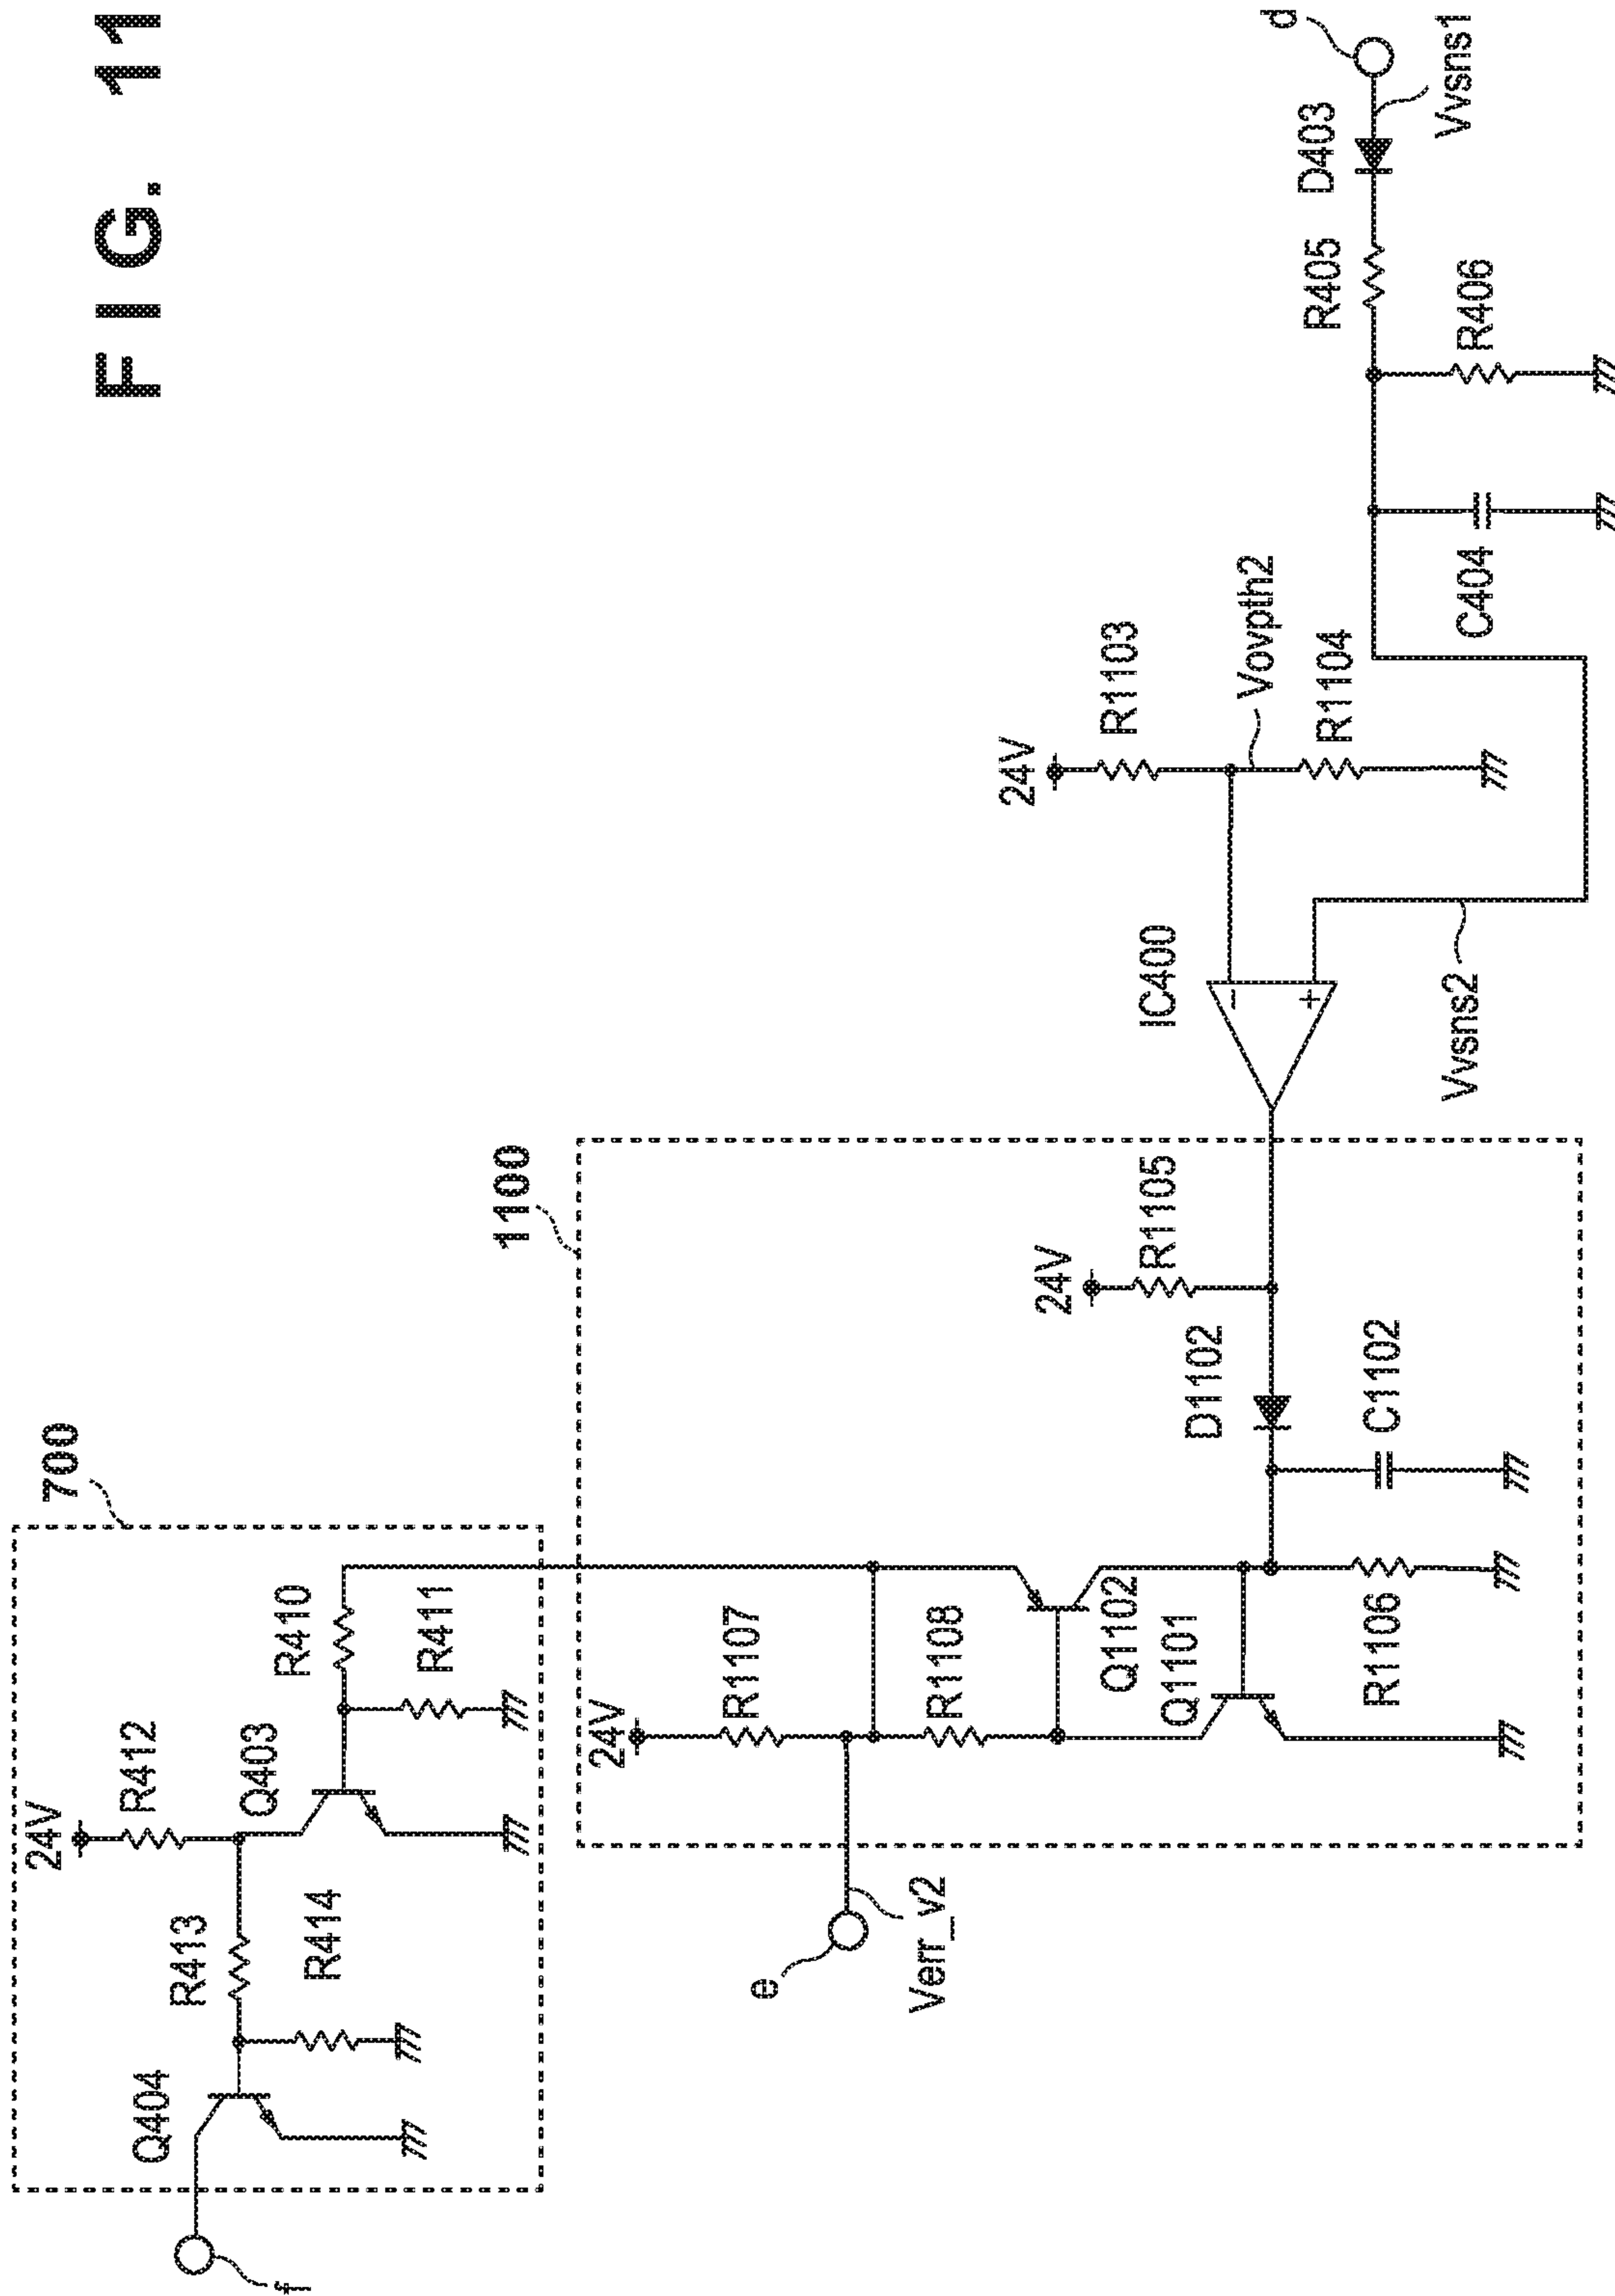 FIG. 11
700
24V
R412
Q403
R410
R411
R413
R414
Q404
f
1100
24V
R1107
R1108
Q1102
Q1101
R1106
24V
R1105
D1102
C1102
e
Verr_v2
IC400
-
+
24V
R1103
Vovpth2
R1104
Vvsns2
C404
R405
R406
D403
d
Vvsns1